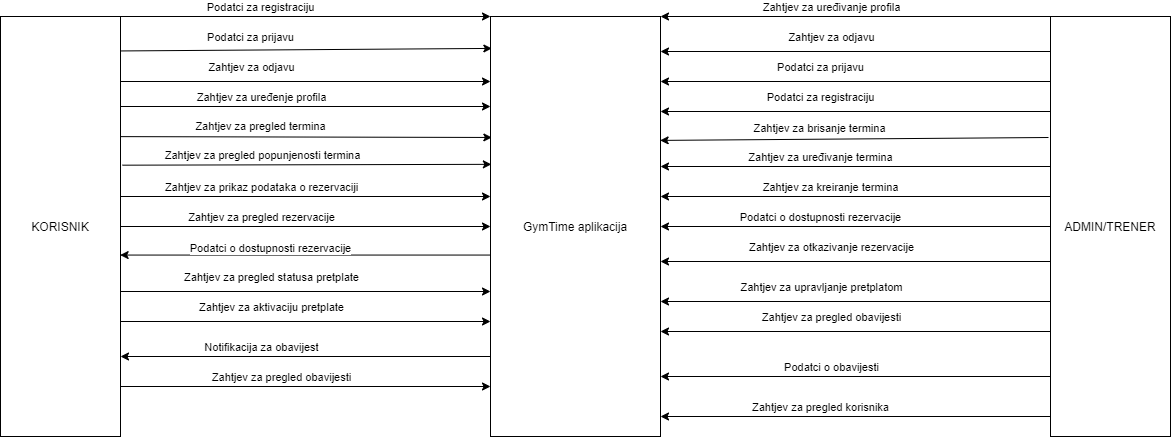 KORISNIK
Podatci za registraciju
Podatci za prijavu
Zahtjev za odjavu
Zahtjev za uređenje profila
Zahtjev za pregled termina
Zahtjev za pregled popunjenosti termina
Zahtjev za prikaz podataka o rezervaciji
Zahtjev za pregled rezervacije
Podatci o dostupnosti rezervacije
Zahtjev za pregled statusa pretplate
Zahtjev za aktivaciju pretplate
Notifikacija za obavijest
Zahtjev za pregled obavijesti
GymTime aplikacija
Zahtjev za uređivanje profila
Zahtjev za odjavu
Podatci za prijavu
Podatci za registraciju
Zahtjev za brisanje termina
Zahtjev za uređivanje termina
Zahtjev za kreiranje termina
Podatci o dostupnosti rezervacije
Zahtjev za otkazivanje rezervacije
Zahtjev za upravljanje pretplatom
Zahtjev za pregled obavijesti
Podatci o obavijesti
Zahtjev za pregled korisnika
ADMIN/TRENER